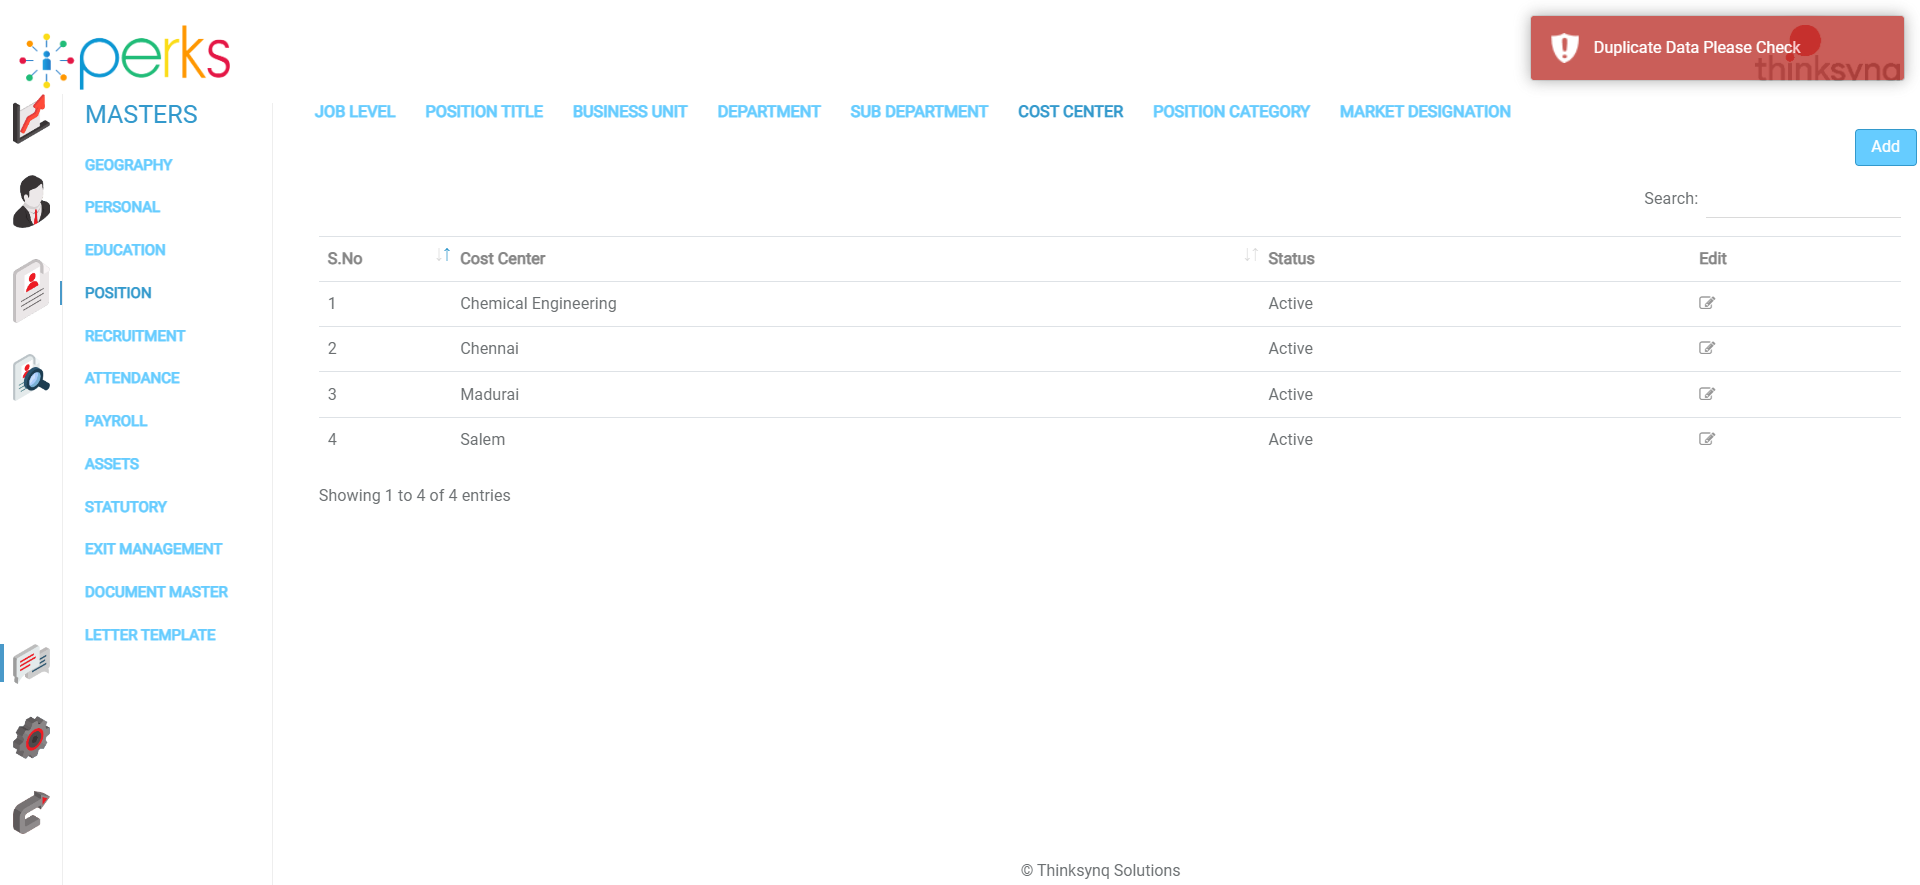 perks
Duplicate Data Please Check
thinksynq
MASTERS
JOB LEVEL POSITION TITLE BUSINESS UNIT DEPARTMENT SUB DEPARTMENT COST CENTER POSITION CATEGORY MARKET DESIGNATION
Add
GEOGRAPHY
PERSONAL
EDUCATION
POSITION
RECRUITMENT
ATTENDANCE
PAYROLL
ASSETS
STATUTORY
EXIT MANAGEMENT
DOCUMENT MASTER
LETTER TEMPLATE
Search:
S.No Cost Center Status Edit
1 Chemical Engineering Active
2 Chennai Active
3 Madurai Active
4 Salem Active
Showing 1 to 4 of 4 entries
© Thinksynq Solutions